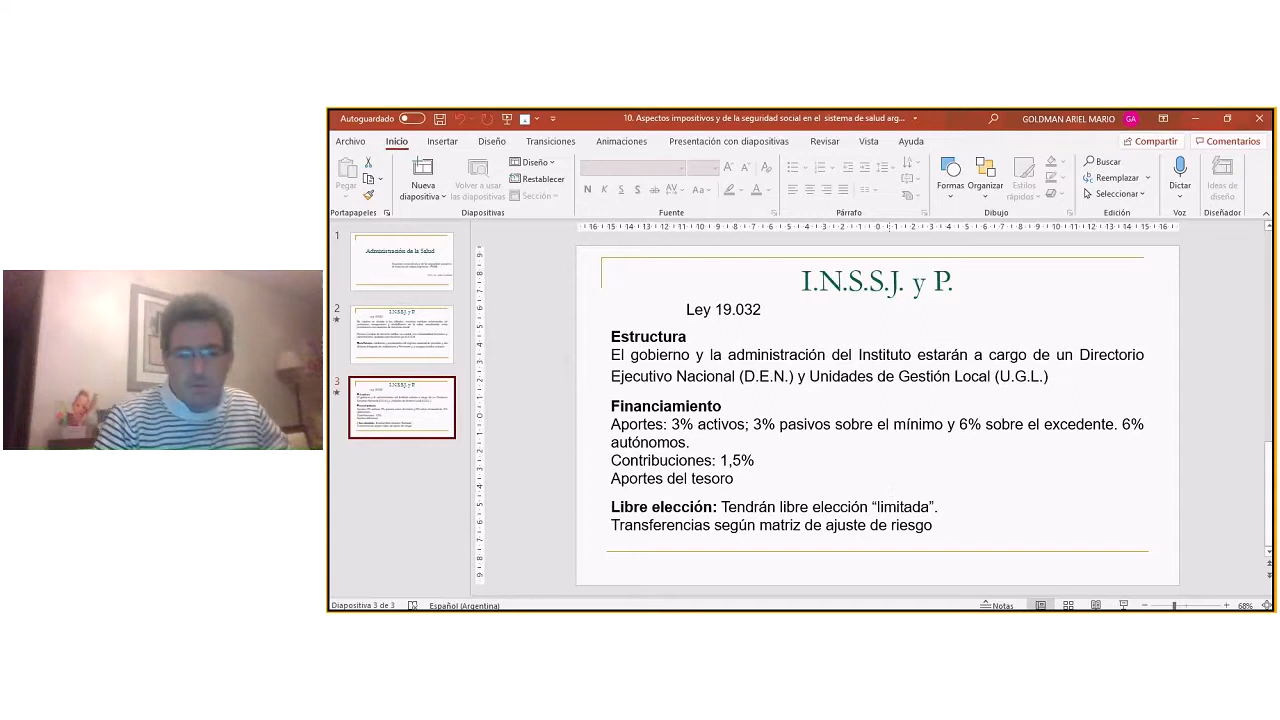 Autoguardado
10. Aspectos impositivos y de la seguridad social en el sistema de salud arg...
GOLDMAN ARIEL MARIO
GA
Archivo
Inicio
Insertar
Diseño
Transiciones
Animaciones
Presentación con diapositivas
Revisar
Vista
Ayuda
Compartir
Comentarios
Pegar
Nueva
diapositiva
Volver a usar
las diapositivas
Diseño
Restablecer
Sección
N K S S ab AV Aa A
Formas
Organizar
Estilos
rápidos
Buscar
Reemplazar
Seleccionar
Dictar
Ideas de
diseño
Portapapeles
Diapositivas
Fuente
Párrafo
Dibujo
Edición
Voz
Diseñador
1
Administración de la Salud
2
I.N.S.S.J. y P.
3
I.N.S.S.J. y P.
I.N.S.S.J. y P.
Ley 19.032
Estructura
El gobierno y la administración del Instituto estarán a cargo de un Directorio
Ejecutivo Nacional (D.E.N.) y Unidades de Gestión Local (U.G.L.)
Financiamiento
Aportes: 3% activos; 3% pasivos sobre el mínimo y 6% sobre el excedente. 6%
autónomos.
Contribuciones: 1,5%
Aportes del tesoro
Libre elección: Tendrán libre elección “limitada”.
Transferencias según matriz de ajuste de riesgo
Diapositiva 3 de 3
Español (Argentina)
Notas
68%